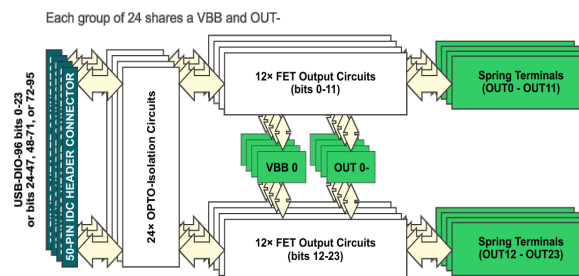 Each group of 24 shares a VBB and OUT-
USB-DIO-96 bits 0-23
or bits 24-47, 48-71, or 72-95
50-PIN IDC HEADER CONNECTOR
24× OPTO-Isolation Circuits
12× FET Output Circuits
(bits 0-11)
Spring Terminals
(OUT0 - OUT11)
VBB 0
OUT 0-
12× FET Output Circuits
(bits 12-23)
Spring Terminals
(OUT12 - OUT23)